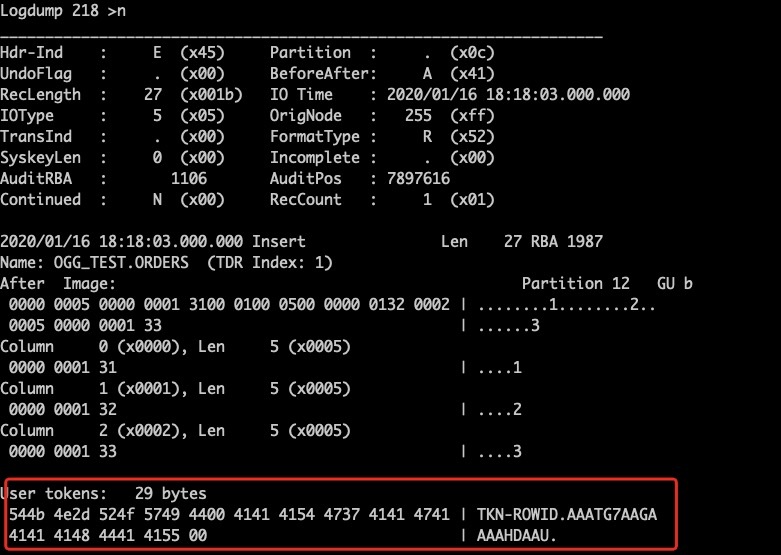 Logdump 218 >n
___________________________________________________________________
Hdr-Ind    :     E  (x45)     Partition  :     .  (x0c)
UndoFlag   :     .  (x00)     BeforeAfter:     A  (x41)
RecLength  :    27  (x001b)   IO Time    : 2020/01/16 18:18:03.000.000
IOType     :     5  (x05)     OrigNode   :   255  (xff)
TransInd   :     .  (x00)     FormatType :     R  (x52)
SyskeyLen  :     0  (x00)     Incomplete :     .  (x00)
AuditRBA   :       1106       AuditPos   : 7897616
Continued  :     N  (x00)     RecCount   :     1  (x01)
2020/01/16 18:18:03.000.000 Insert               Len    27 RBA 1987
Name: OGG_TEST.ORDERS  (TDR Index: 1)
After  Image:                                             Partition 12   GU b
0000 0005 0000 0001 3100 0100 0500 0000 0132 0002 | ........1........2..
0005 0000 0001 33                                 | ......3
Column     0 (x0000), Len     5 (x0005)
0000 0001 31                                      | ....1
Column     1 (x0001), Len     5 (x0005)
0000 0001 32                                      | ....2
Column     2 (x0002), Len     5 (x0005)
0000 0001 33                                      | ....3
User tokens:   29 bytes
544b 4e2d 524f 5749 4400 4141 4154 4737 4141 4741 | TKN-ROWID.AAATG7AAGA
4141 4148 4441 4155 00                            | AAAHDAAU.